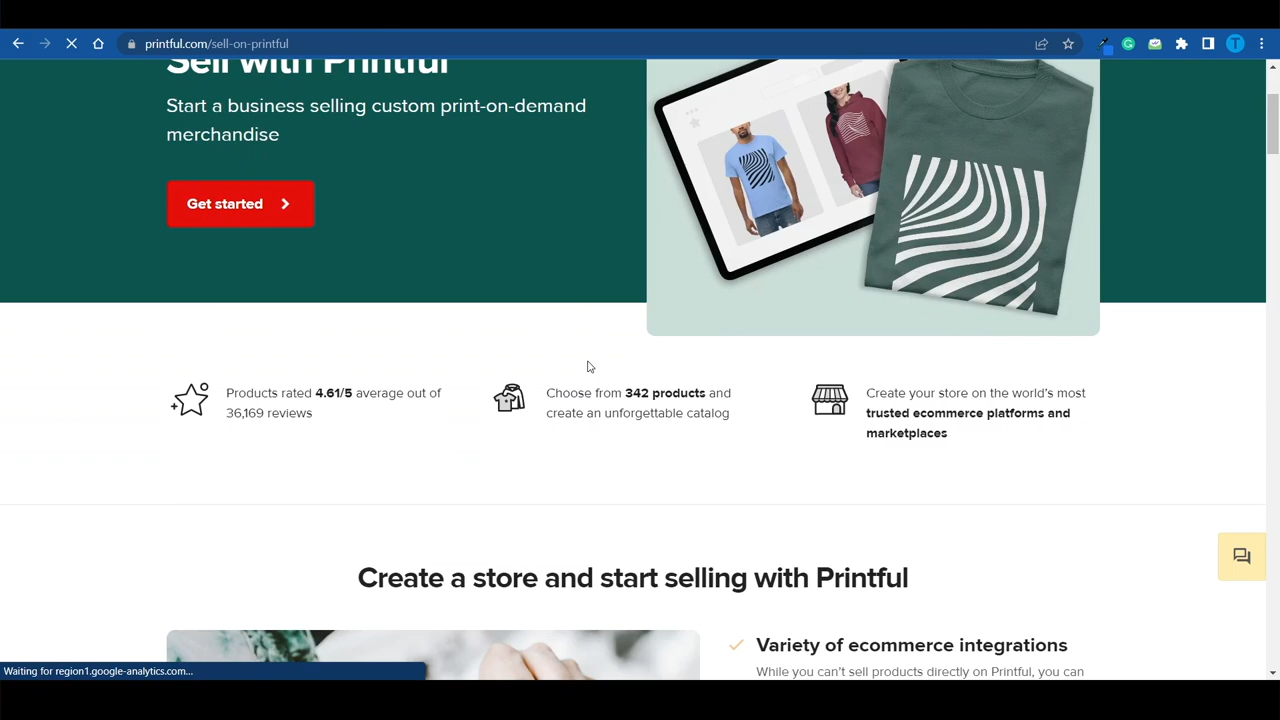 printful.com/sell-on-printful
T
Sell with Printful
Start a business selling custom print-on-demand
merchandise
Get started
Products rated 4.61/5 average out of
36,169 reviews
Choose from 342 products and
create an unforgettable catalog
Create your store on the world's most
trusted ecommerce platforms and
marketplaces
Create a store and start selling with Printful
Variety of ecommerce integrations
While you can't sell products directly on Printful, you can
Waiting for region1.google-analytics.com...